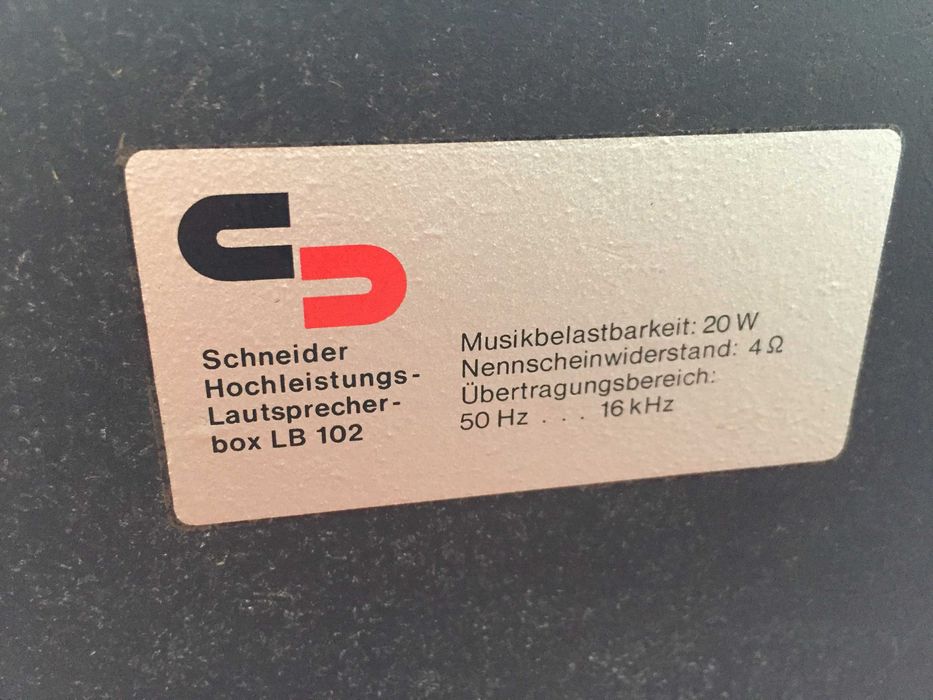 Schneider
Hochleistungs-
Lautsprecher-
box LB 102
Musikbelastbarkeit: 20 W
Nennscheinwiderstand: 4 Ω
Übertragungsbereich:
50 Hz . . . 16 kHz